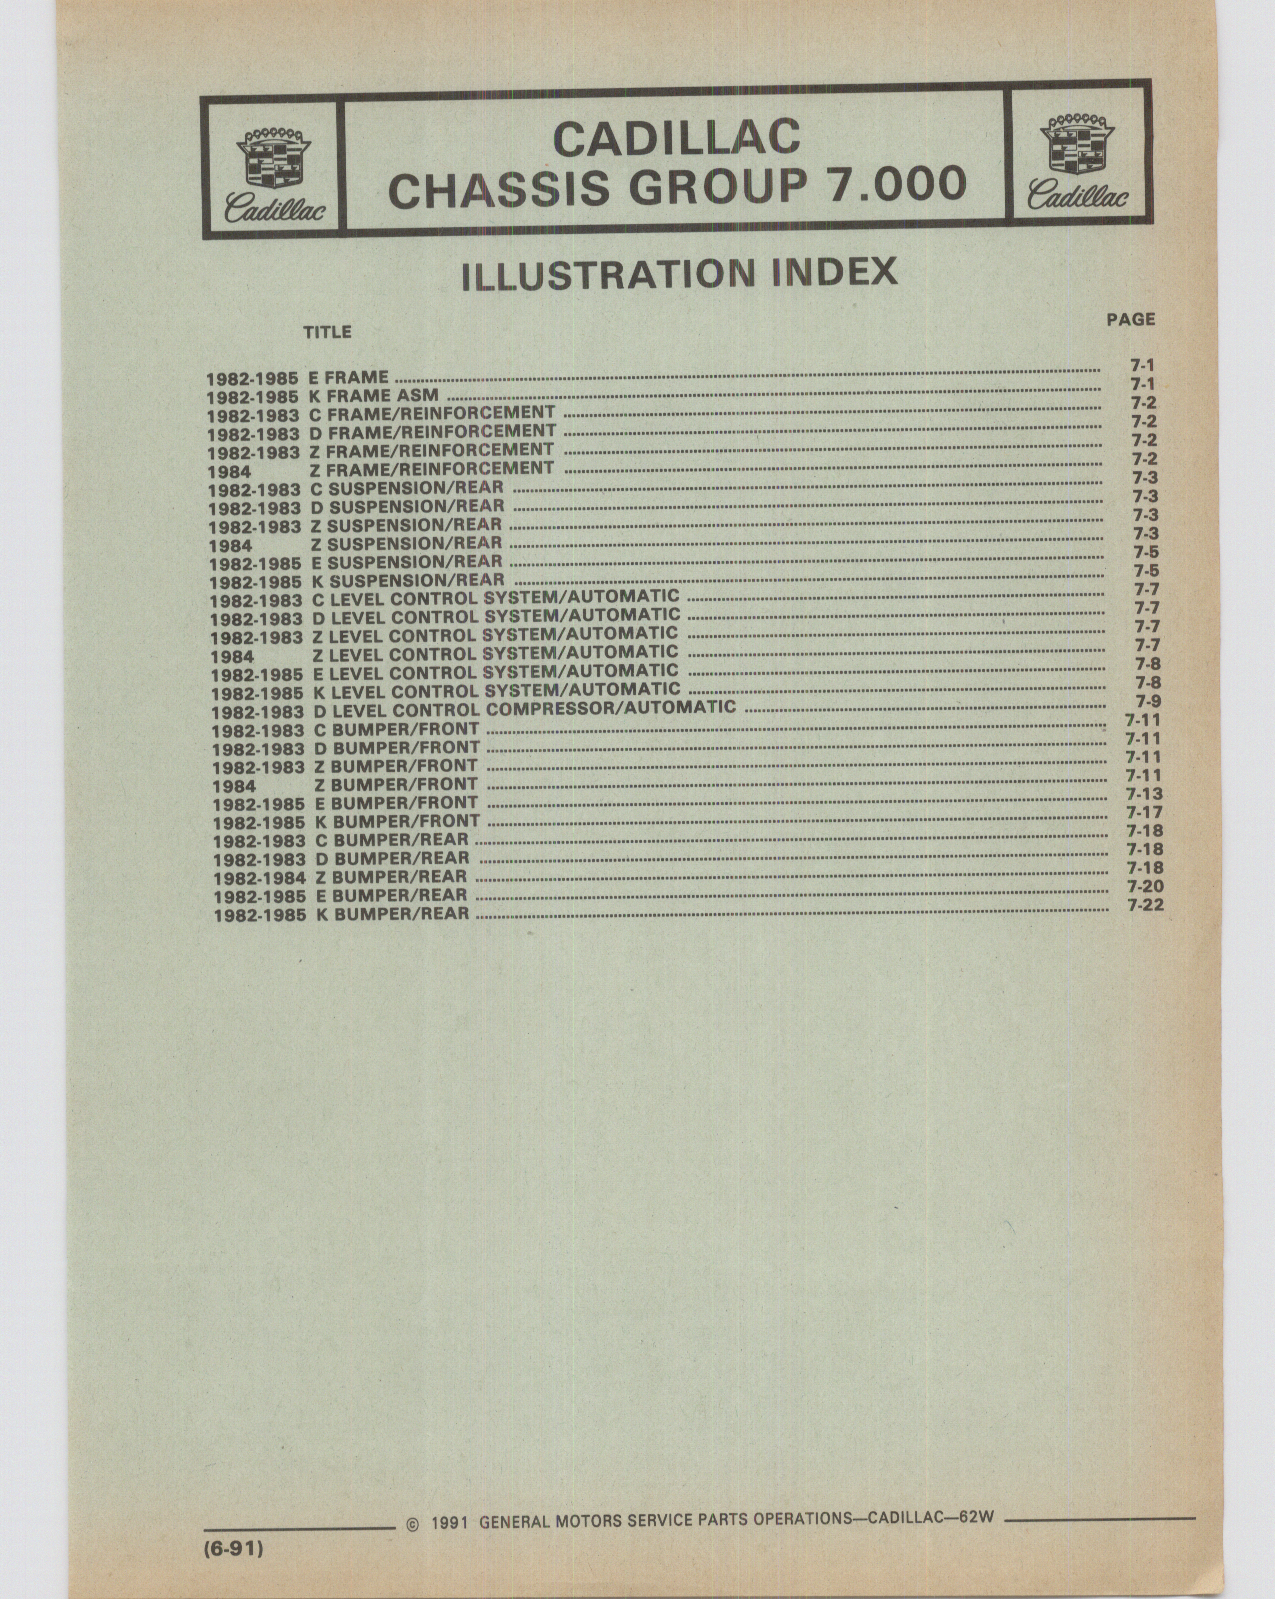 CADILLAC
CHASSIS GROUP 7.000
Cadillac
Cadillac
ILLUSTRATION INDEX
TITLE PAGE
1982-1985 E FRAME 7-1
1982-1985 K FRAME ASM 7-1
1982-1983 C FRAME/REINFORCEMENT 7-2
1982-1983 D FRAME/REINFORCEMENT 7-2
1982-1983 Z FRAME/REINFORCEMENT 7-2
1984 Z FRAME/REINFORCEMENT 7-2
1982-1983 C SUSPENSION/REAR 7-3
1982-1983 D SUSPENSION/REAR 7-3
1982-1983 Z SUSPENSION/REAR 7-3
1984 Z SUSPENSION/REAR 7-3
1982-1985 E SUSPENSION/REAR 7-5
1982-1985 K SUSPENSION/REAR 7-5
1982-1983 C LEVEL CONTROL SYSTEM/AUTOMATIC 7-7
1982-1983 D LEVEL CONTROL SYSTEM/AUTOMATIC 7-7
1982-1983 Z LEVEL CONTROL SYSTEM/AUTOMATIC 7-7
1984 Z LEVEL CONTROL SYSTEM/AUTOMATIC 7-7
1982-1985 E LEVEL CONTROL SYSTEM/AUTOMATIC 7-8
1982-1985 K LEVEL CONTROL SYSTEM/AUTOMATIC 7-8
1982-1983 D LEVEL CONTROL COMPRESSOR/AUTOMATIC 7-9
1982-1983 C BUMPER/FRONT 7-11
1982-1983 D BUMPER/FRONT 7-11
1982-1983 Z BUMPER/FRONT 7-11
1984 Z BUMPER/FRONT 7-11
1982-1985 E BUMPER/FRONT 7-13
1982-1985 K BUMPER/FRONT 7-17
1982-1983 C BUMPER/REAR 7-18
1982-1983 D BUMPER/REAR 7-18
1982-1984 Z BUMPER/REAR 7-18
1982-1985 E BUMPER/REAR 7-20
1982-1985 K BUMPER/REAR 7-22
© 1991 GENERAL MOTORS SERVICE PARTS OPERATIONS—CADILLAC—62W
(6-91)